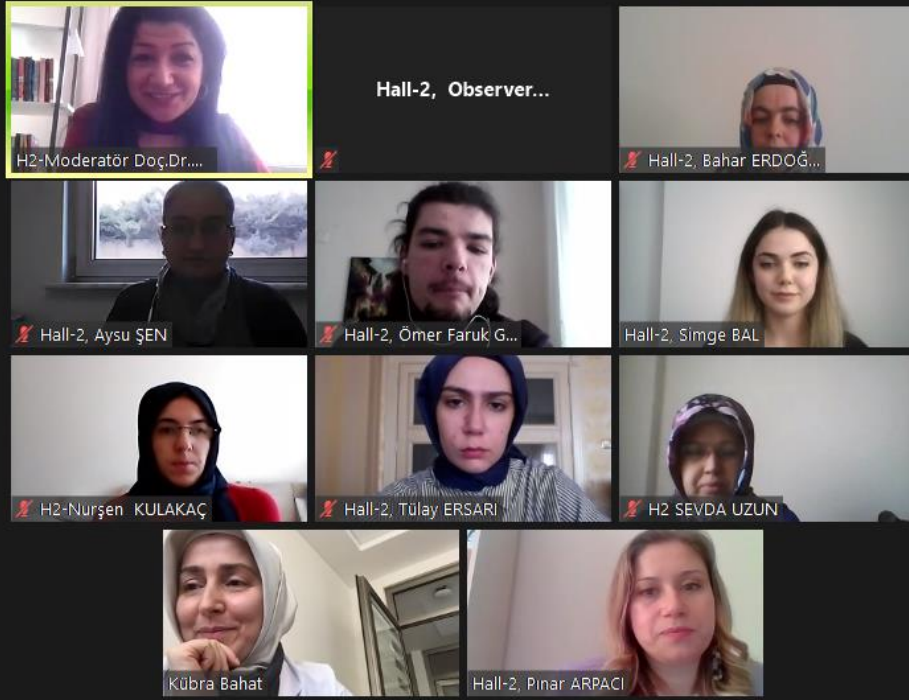 H2-Moderatör Doç.Dr....
Hall-2, Observer...
Hall-2, Bahar ERDOĞ...
Hall-2, Aysu ŞEN
Hall-2, Ömer Faruk G...
Hall-2, Simge BAL
H2-Nurşen KULAKAÇ
Hall-2, Tülay ERSARI
H2 SEVDA UZUN
Kübra Bahat
Hall-2, Pınar ARPACI